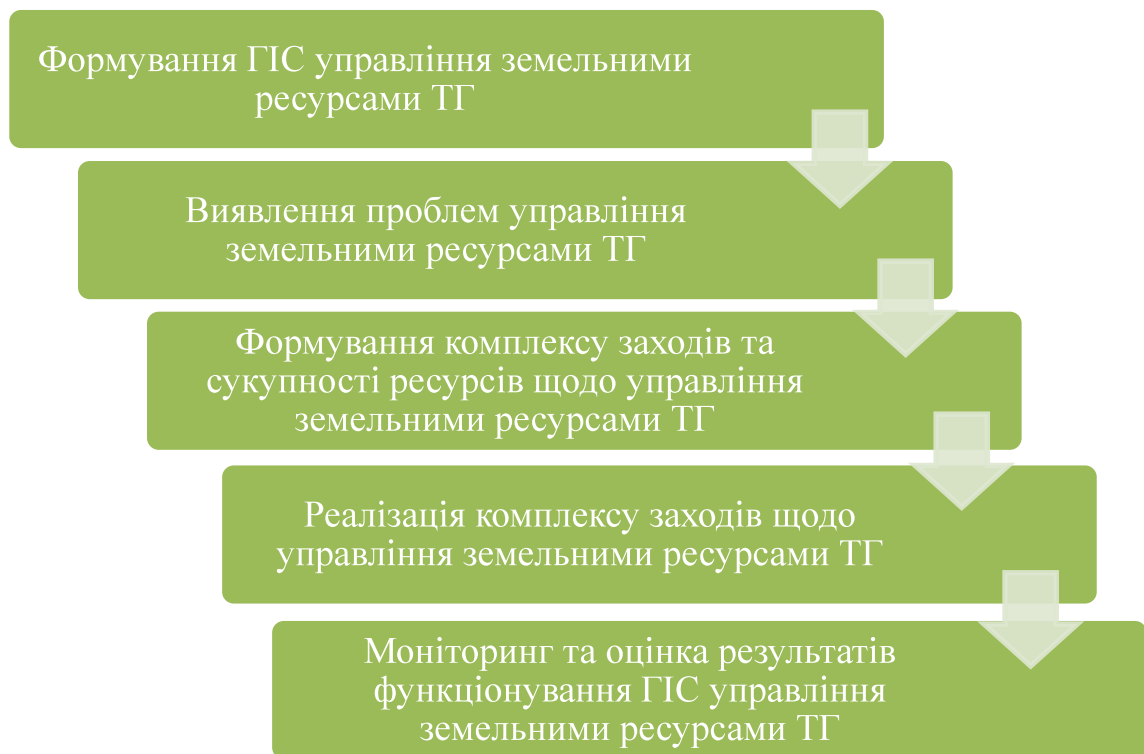 Формування ГІС управління земельними
ресурсами ТГ
Виявлення проблем управління
земельними ресурсами ТГ
Формування комплексу заходів та
сукупності ресурсів щодо управління
земельними ресурсами ТГ
Реалізація комплексу заходів щодо
управління земельними ресурсами ТГ
Моніторинг та оцінка результатів
функціонування ГІС управління
земельними ресурсами ТГ